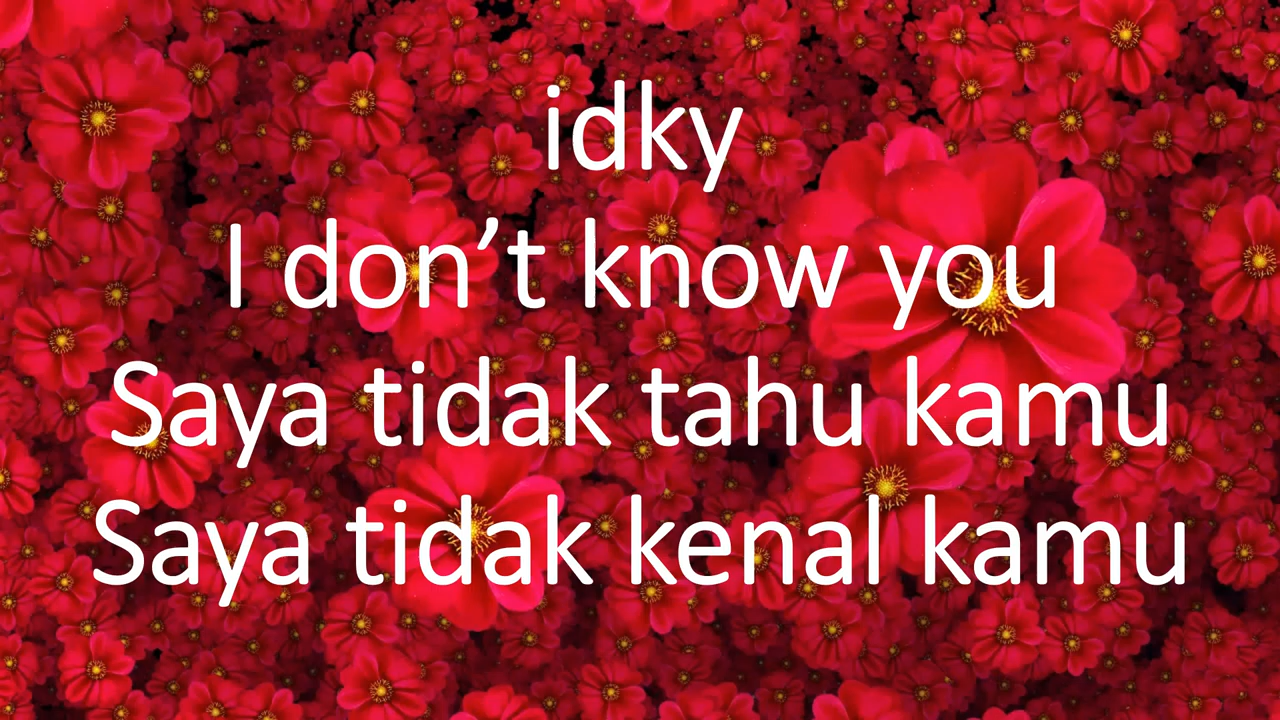 idky
I don’t know you
Saya tidak tahu kamu
Saya tidak kenal kamu